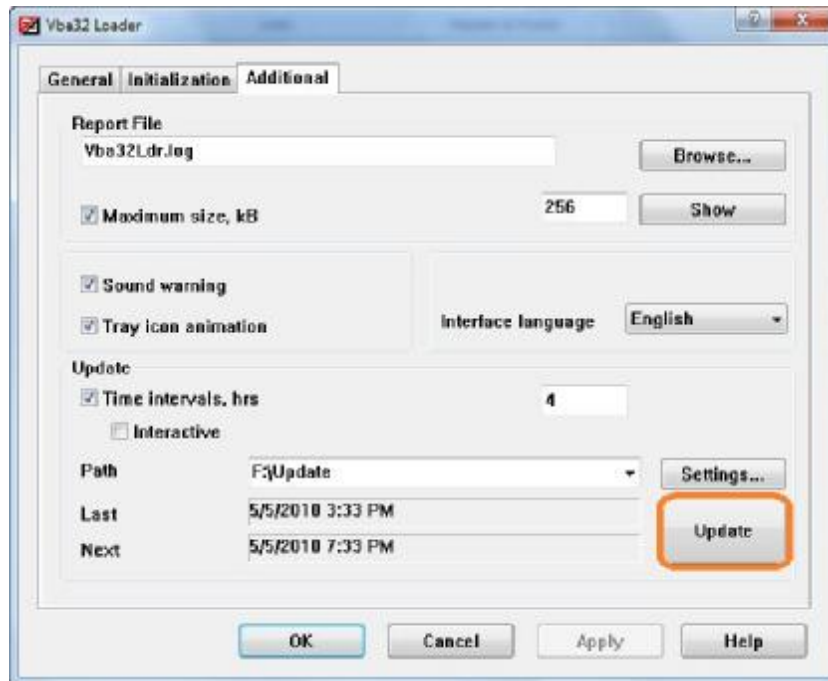 Vba32 Loader
General Initialization Additional
Report File
Vba32Ldr.log
Browse...
Maximum size, kB
256
Show
Sound warning
Tray icon animation
Interface language
English
Update
Time intervals, hrs
4
Interactive
Path
F:\Update
Settings...
Last
5/5/2010 3:33 PM
Next
5/5/2010 7:33 PM
Update
OK Cancel Apply Help